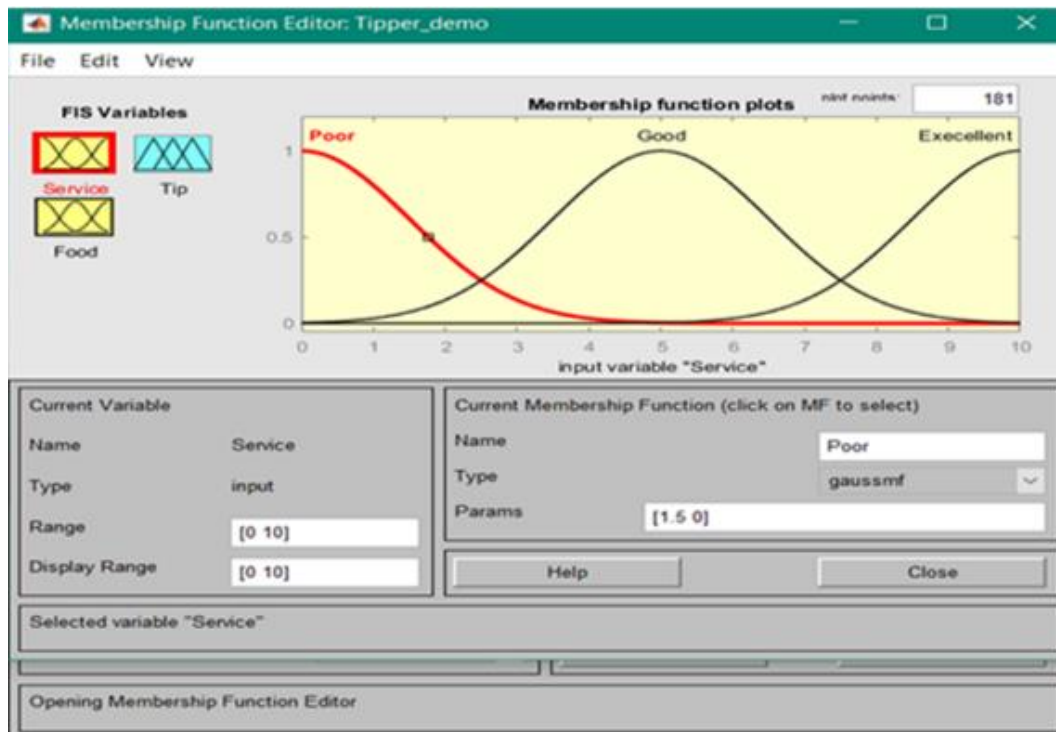 Membership Function Editor: Tipper_demo
File Edit View
FIS Variables
Service
Tip
Food
Membership function plots
plot points:
181
Poor
Good
Execellent
1
0.5
0
0 1 2 3 4 5 6 7 8 9 10
input variable "Service"
Current Variable
Name Service
Type input
Range [0 10]
Display Range [0 10]
Current Membership Function (click on MF to select)
Name Poor
Type gaussmf
Params [1.5 0]
Help Close
Selected variable "Service"
Opening Membership Function Editor